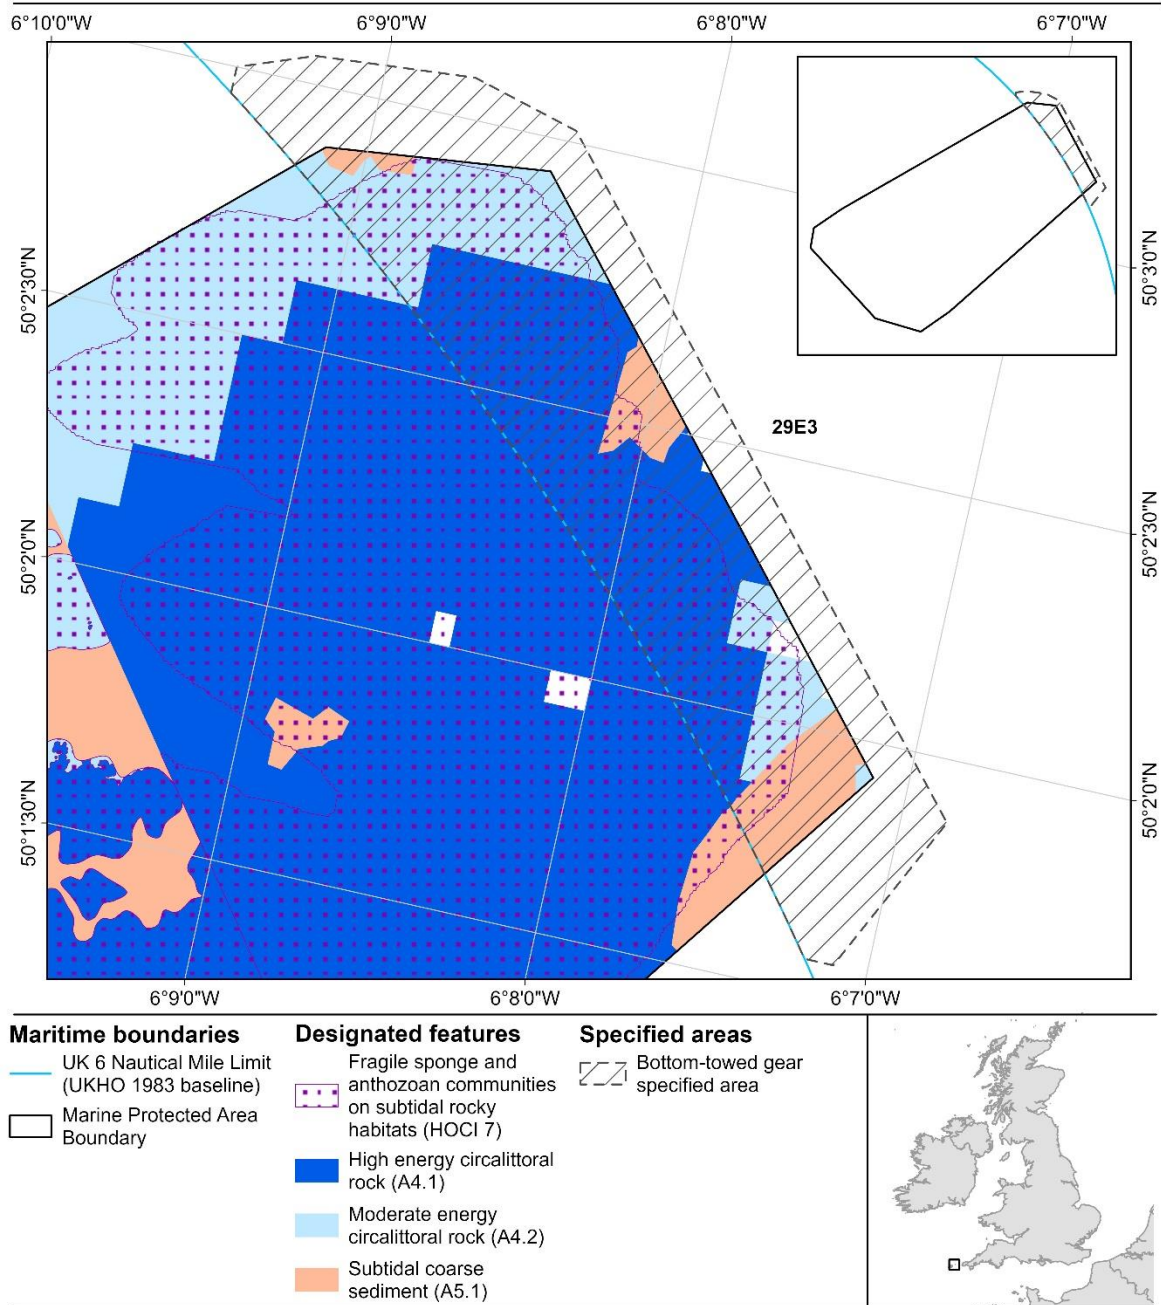 6°10'0"W 6°9'0"W 6°8'0"W 6°7'0"W
50°2'30"N
50°2'0"N
50°1'30"N
29E3
50°3'0"N
50°2'30"N
50°2'0"N
6°9'0"W 6°8'0"W 6°7'0"W
Maritime boundaries
UK 6 Nautical Mile Limit
(UKHO 1983 baseline)
Marine Protected Area
Boundary
Designated features
Fragile sponge and
anthozoan communities
on subtidal rocky
habitats (HOCI 7)
High energy circalittoral
rock (A4.1)
Moderate energy
circalittoral rock (A4.2)
Subtidal coarse
sediment (A5.1)
Specified areas
Bottom-towed gear
specified area